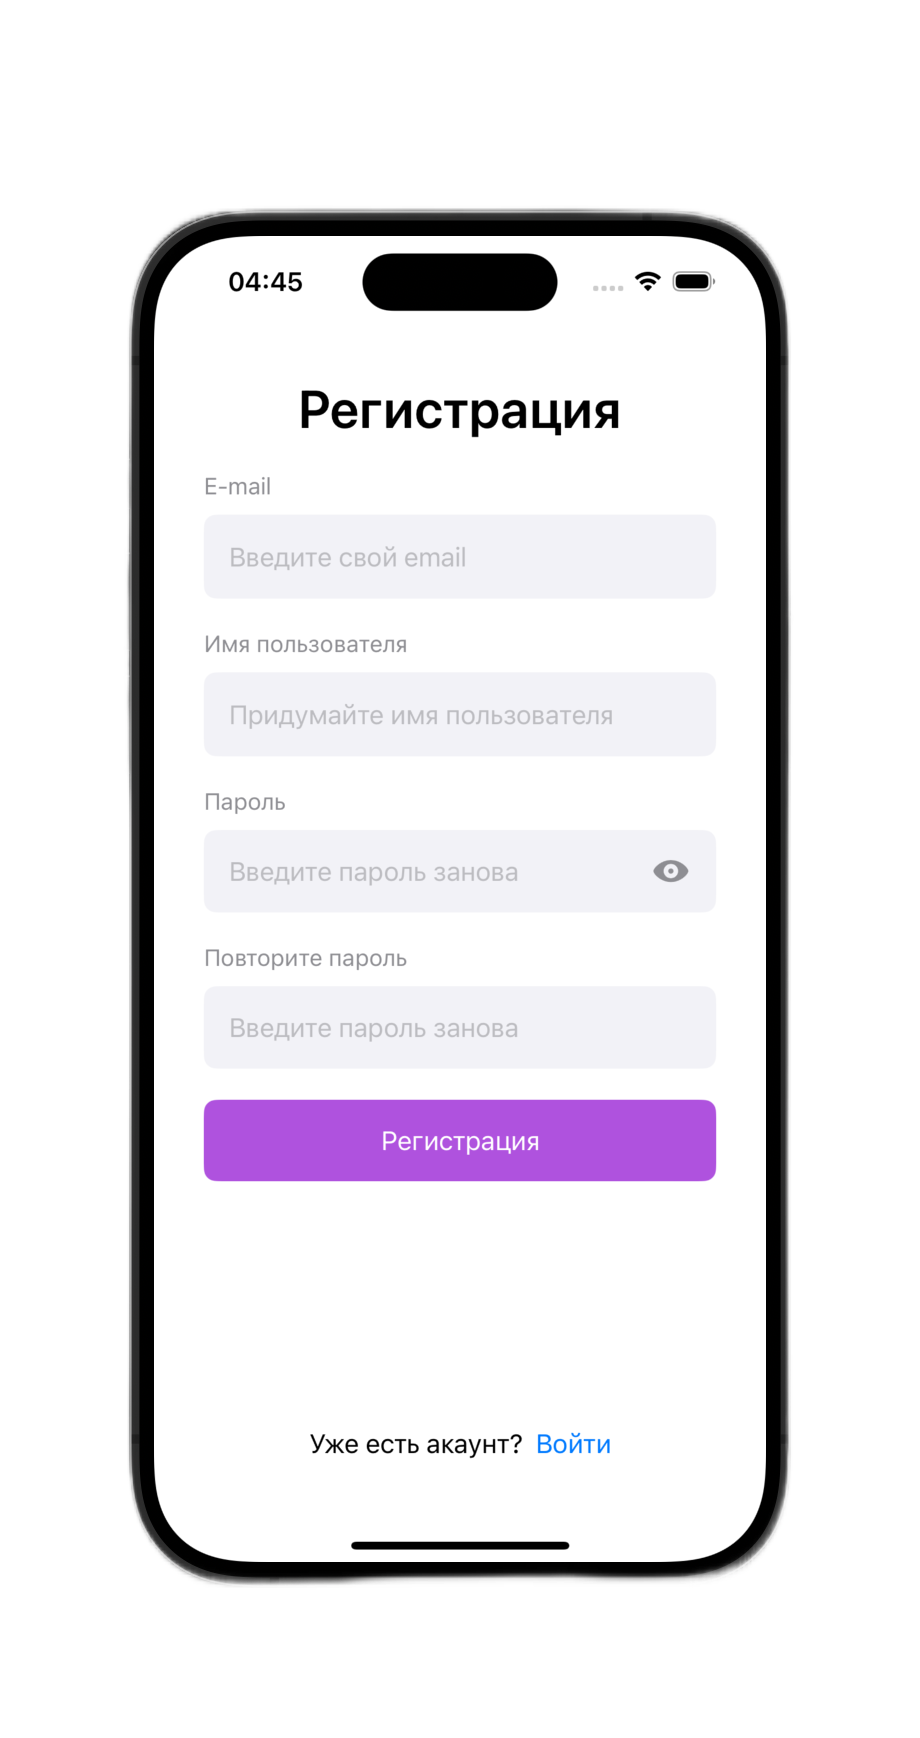 04:45
Регистрация
E-mail
Введите свой email
Имя пользователя
Придумайте имя пользователя
Пароль
Введите пароль занова
Повторите пароль
Введите пароль занова
Регистрация
Уже есть акаунт? Войти